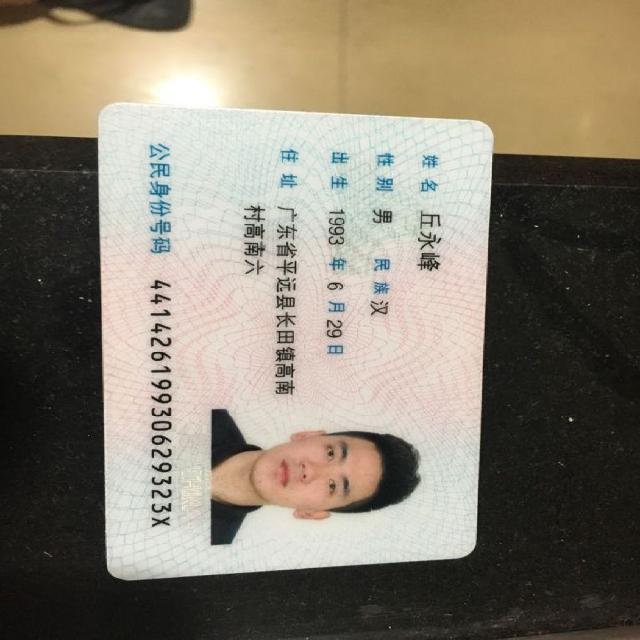 姓名 丘永峰
性别 男 民族 汉
出生 1993 年 6 月 29 日
住址 广东省平远县长田镇高南
村高南六
公民身份号码 44142619930629323X